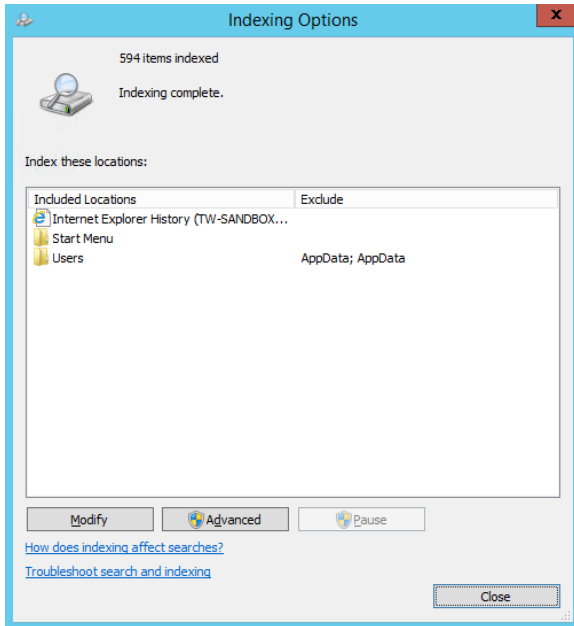 Indexing Options
x
594 items indexed
Indexing complete.
Index these locations:
Included Locations Exclude
Internet Explorer History (TW-SANDBOX...
Start Menu
Users AppData; AppData
Modify Advanced Pause
How does indexing affect searches?
Troubleshoot search and indexing
Close